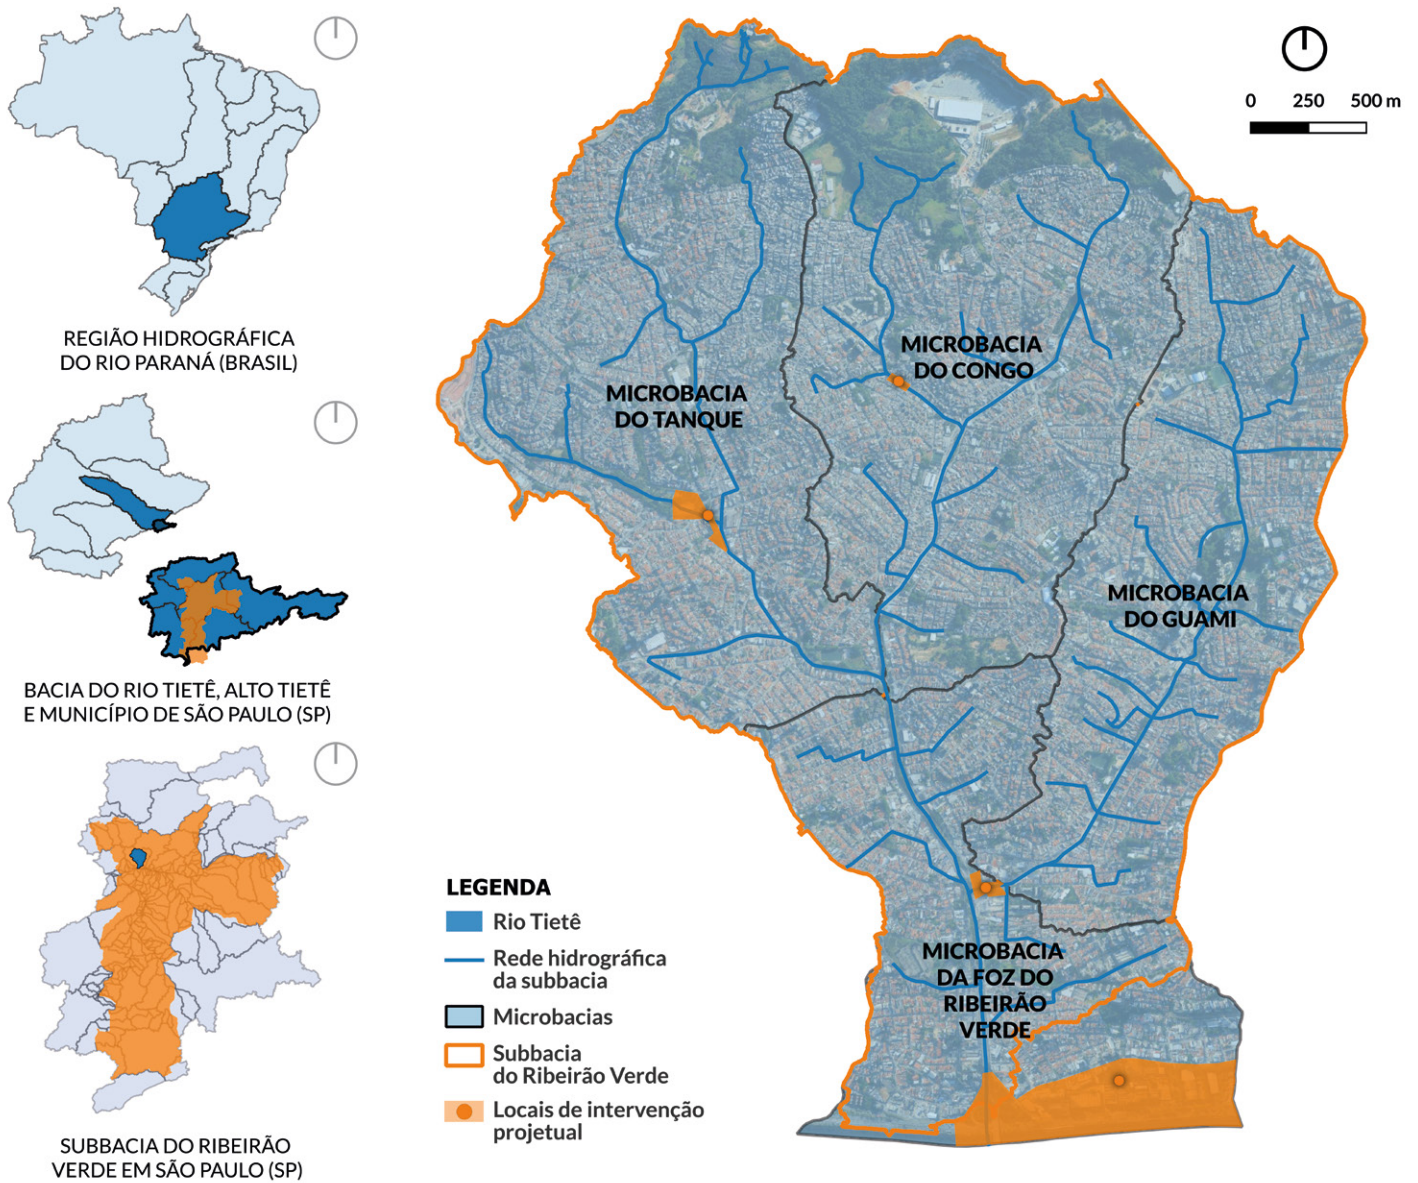 REGIÃO HIDROGRÁFICA
DO RIO PARANÁ (BRASIL)
BACIA DO RIO TIETÊ, ALTO TIETÊ
E MUNICÍPIO DE SÃO PAULO (SP)
SUBBACIA DO RIBEIRÃO
VERDE EM SÃO PAULO (SP)
0 250 500 m
MICROBACIA
DO TANQUE
MICROBACIA
DO CONGO
MICROBACIA
DO GUAMI
MICROBACIA
DA FOZ DO
RIBEIRÃO
VERDE
LEGENDA
Rio Tietê
Rede hidrográfica
da subbacia
Microbacias
Subbacia
do Ribeirão Verde
Locais de intervenção
projetual